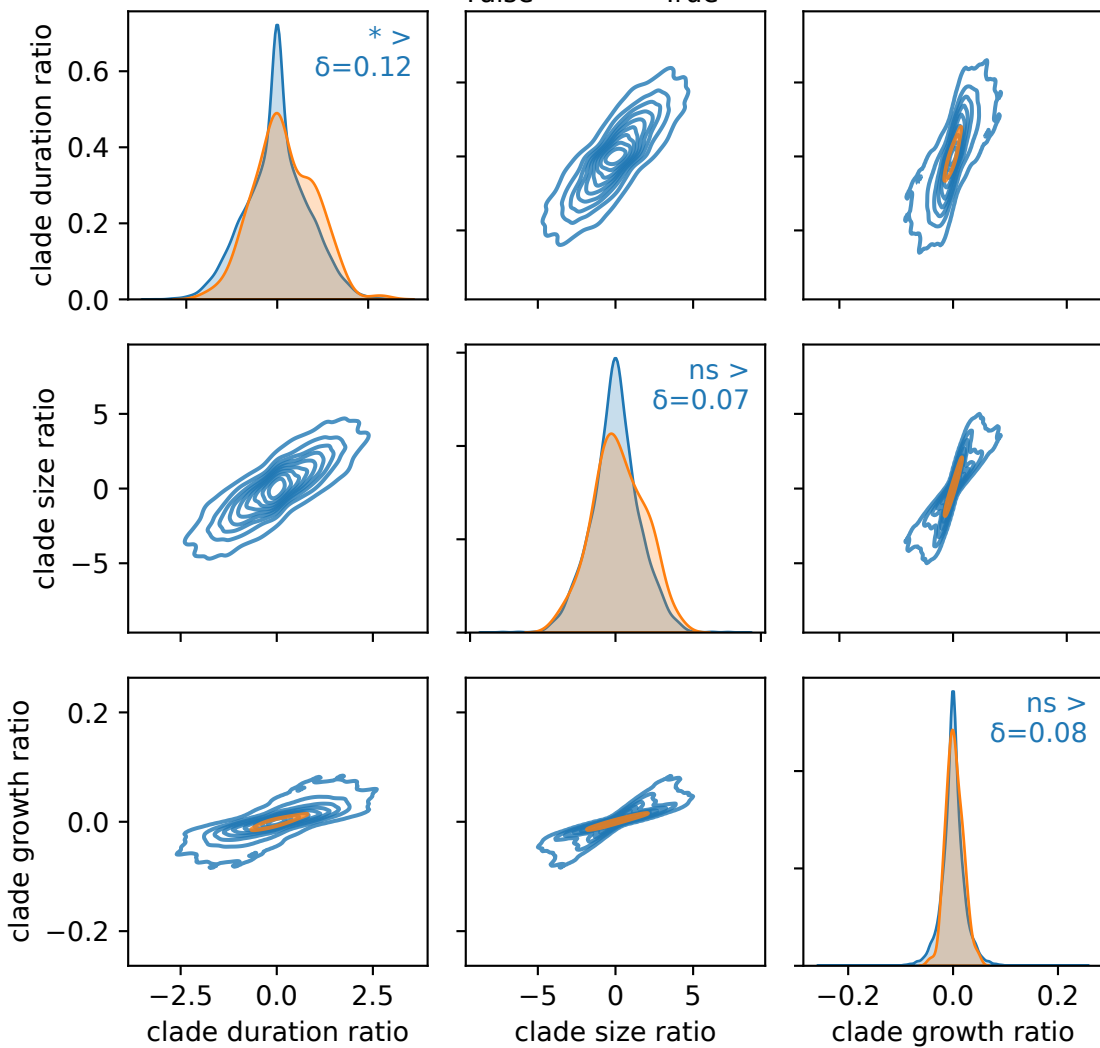 False True
clade duration ratio
0.6
0.4
0.2
0.0
* >
δ=0.12
clade size ratio
5
0
−5
ns >
δ=0.07
clade growth ratio
0.2
0.0
−0.2
ns >
δ=0.08
−2.5 0.0 2.5
−5 0 5
−0.2 0.0 0.2
clade duration ratio
clade size ratio
clade growth ratio